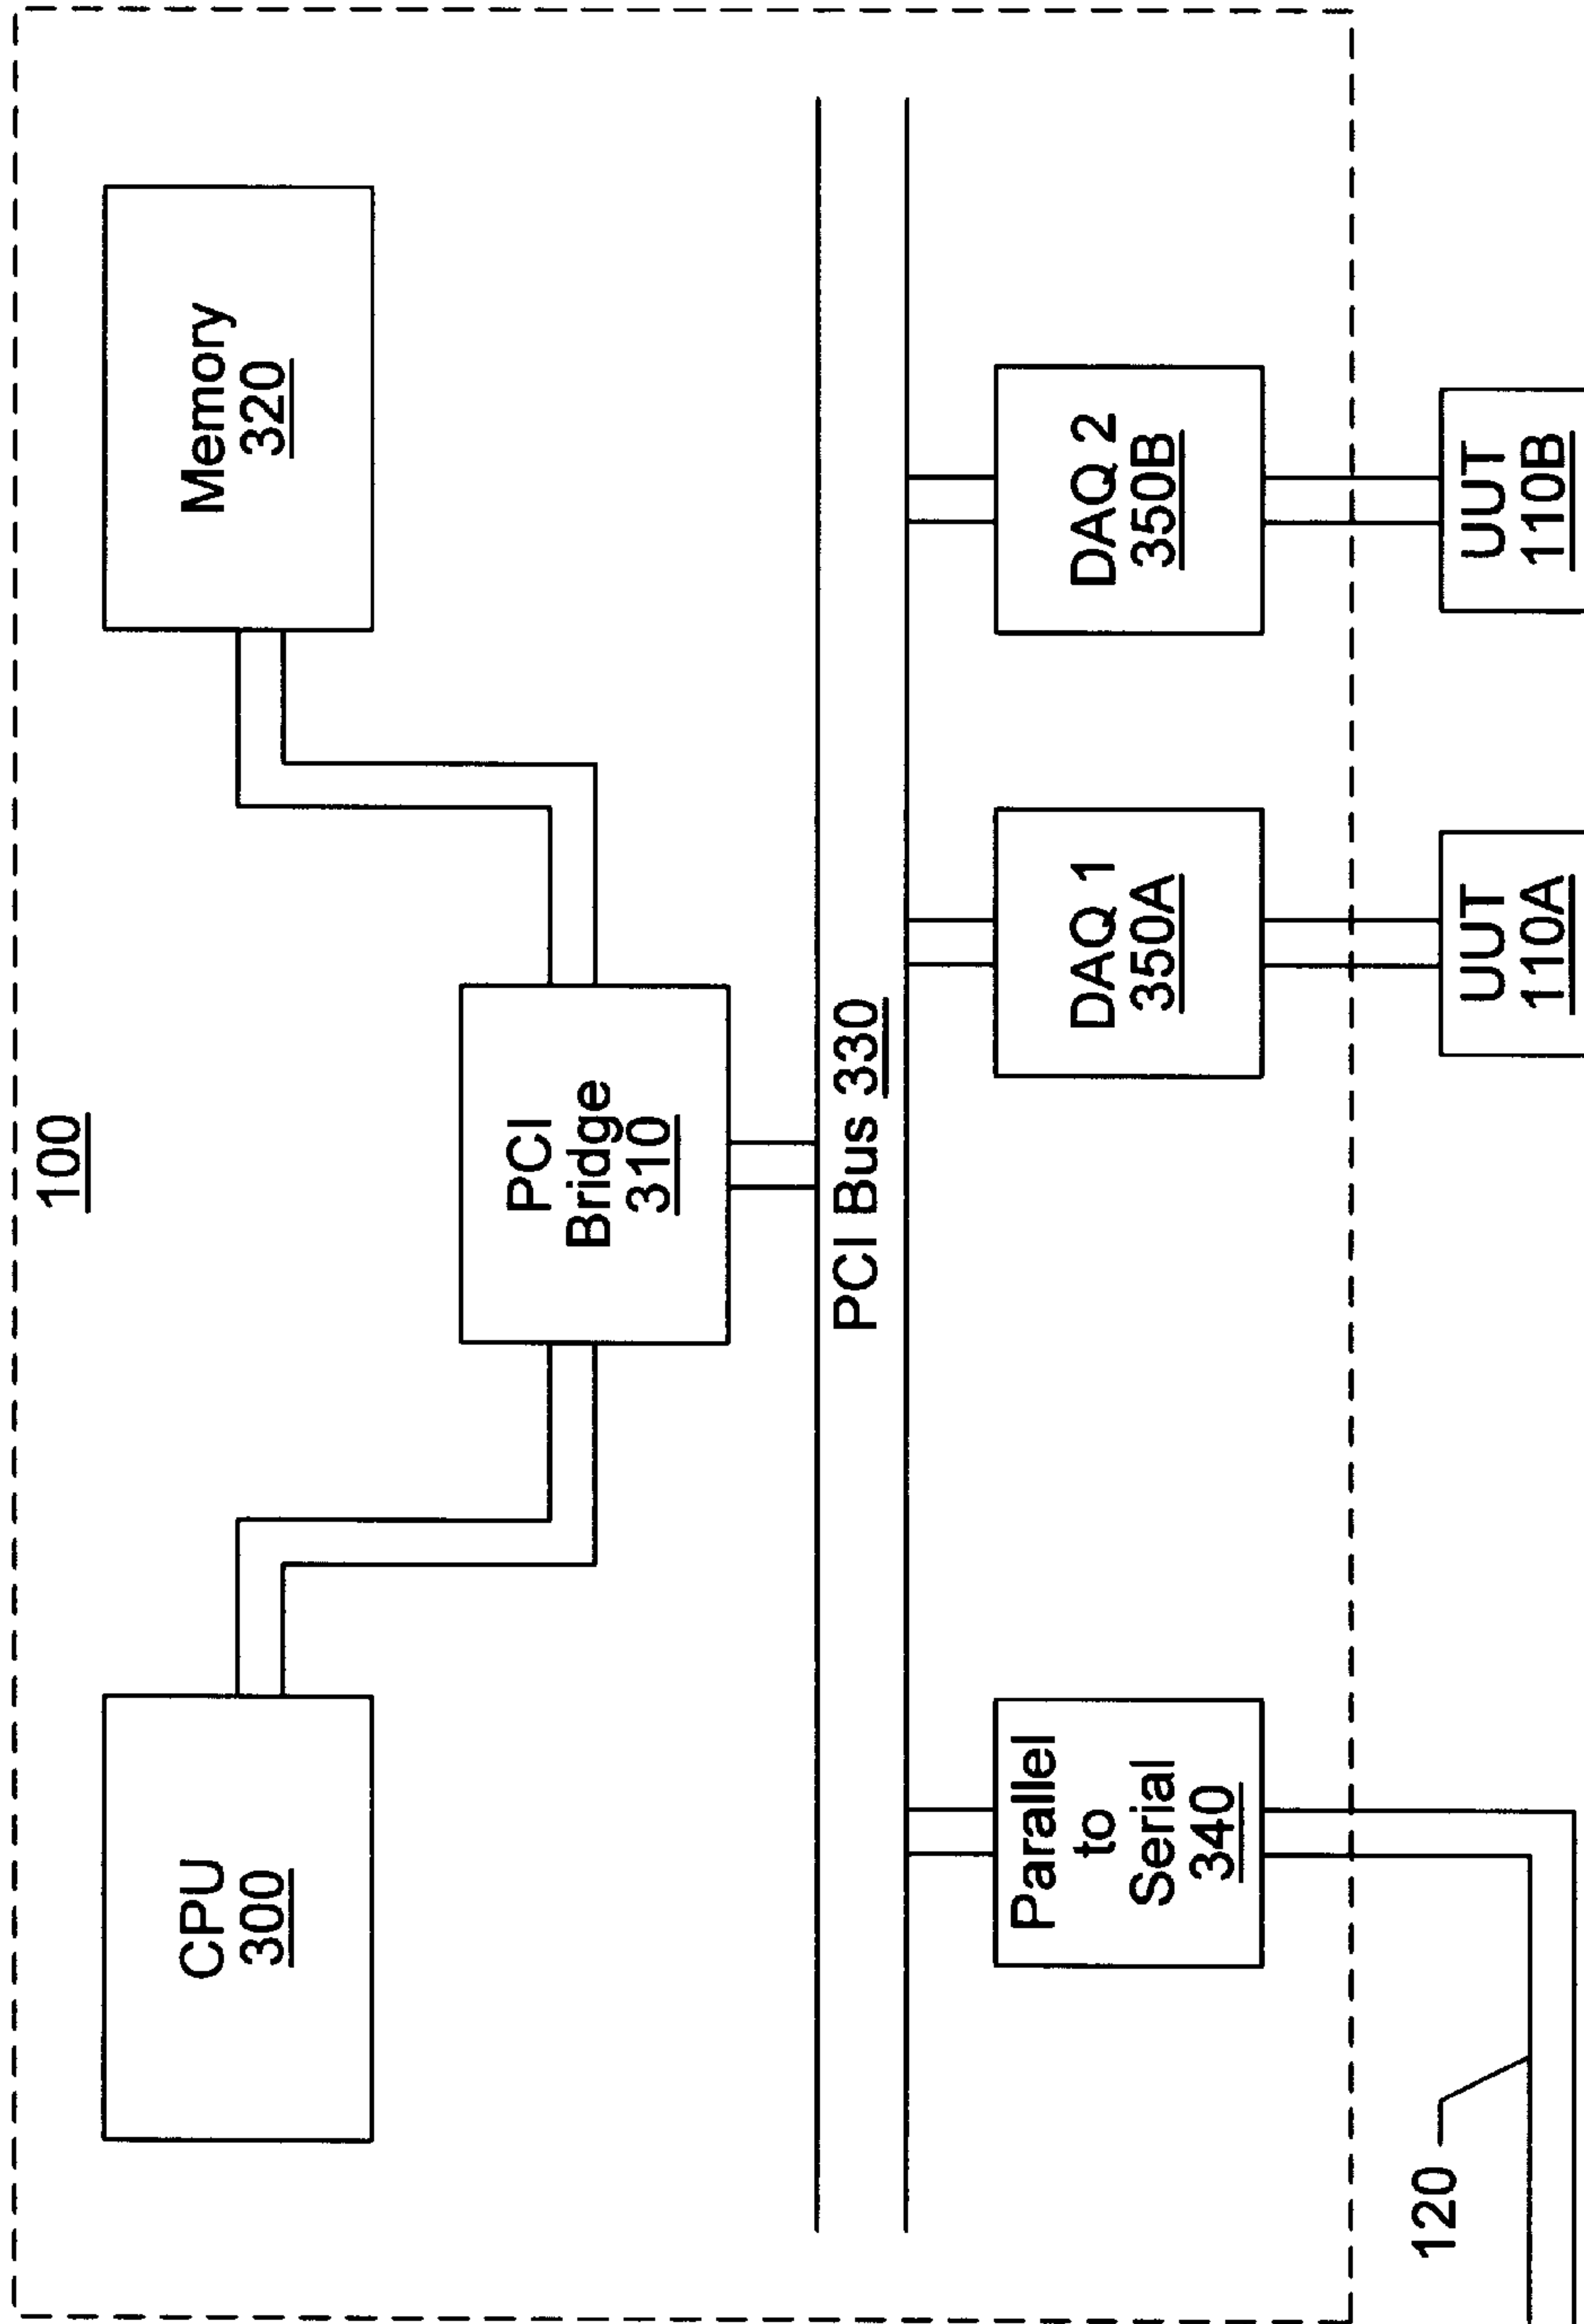 100
CPU
300
Memory
320
PCI
Bridge
310
PCI Bus 330
Parallel
to
Serial
340
DAQ 1
350A
DAQ 2
350B
120
UUT
110A
UUT
110B